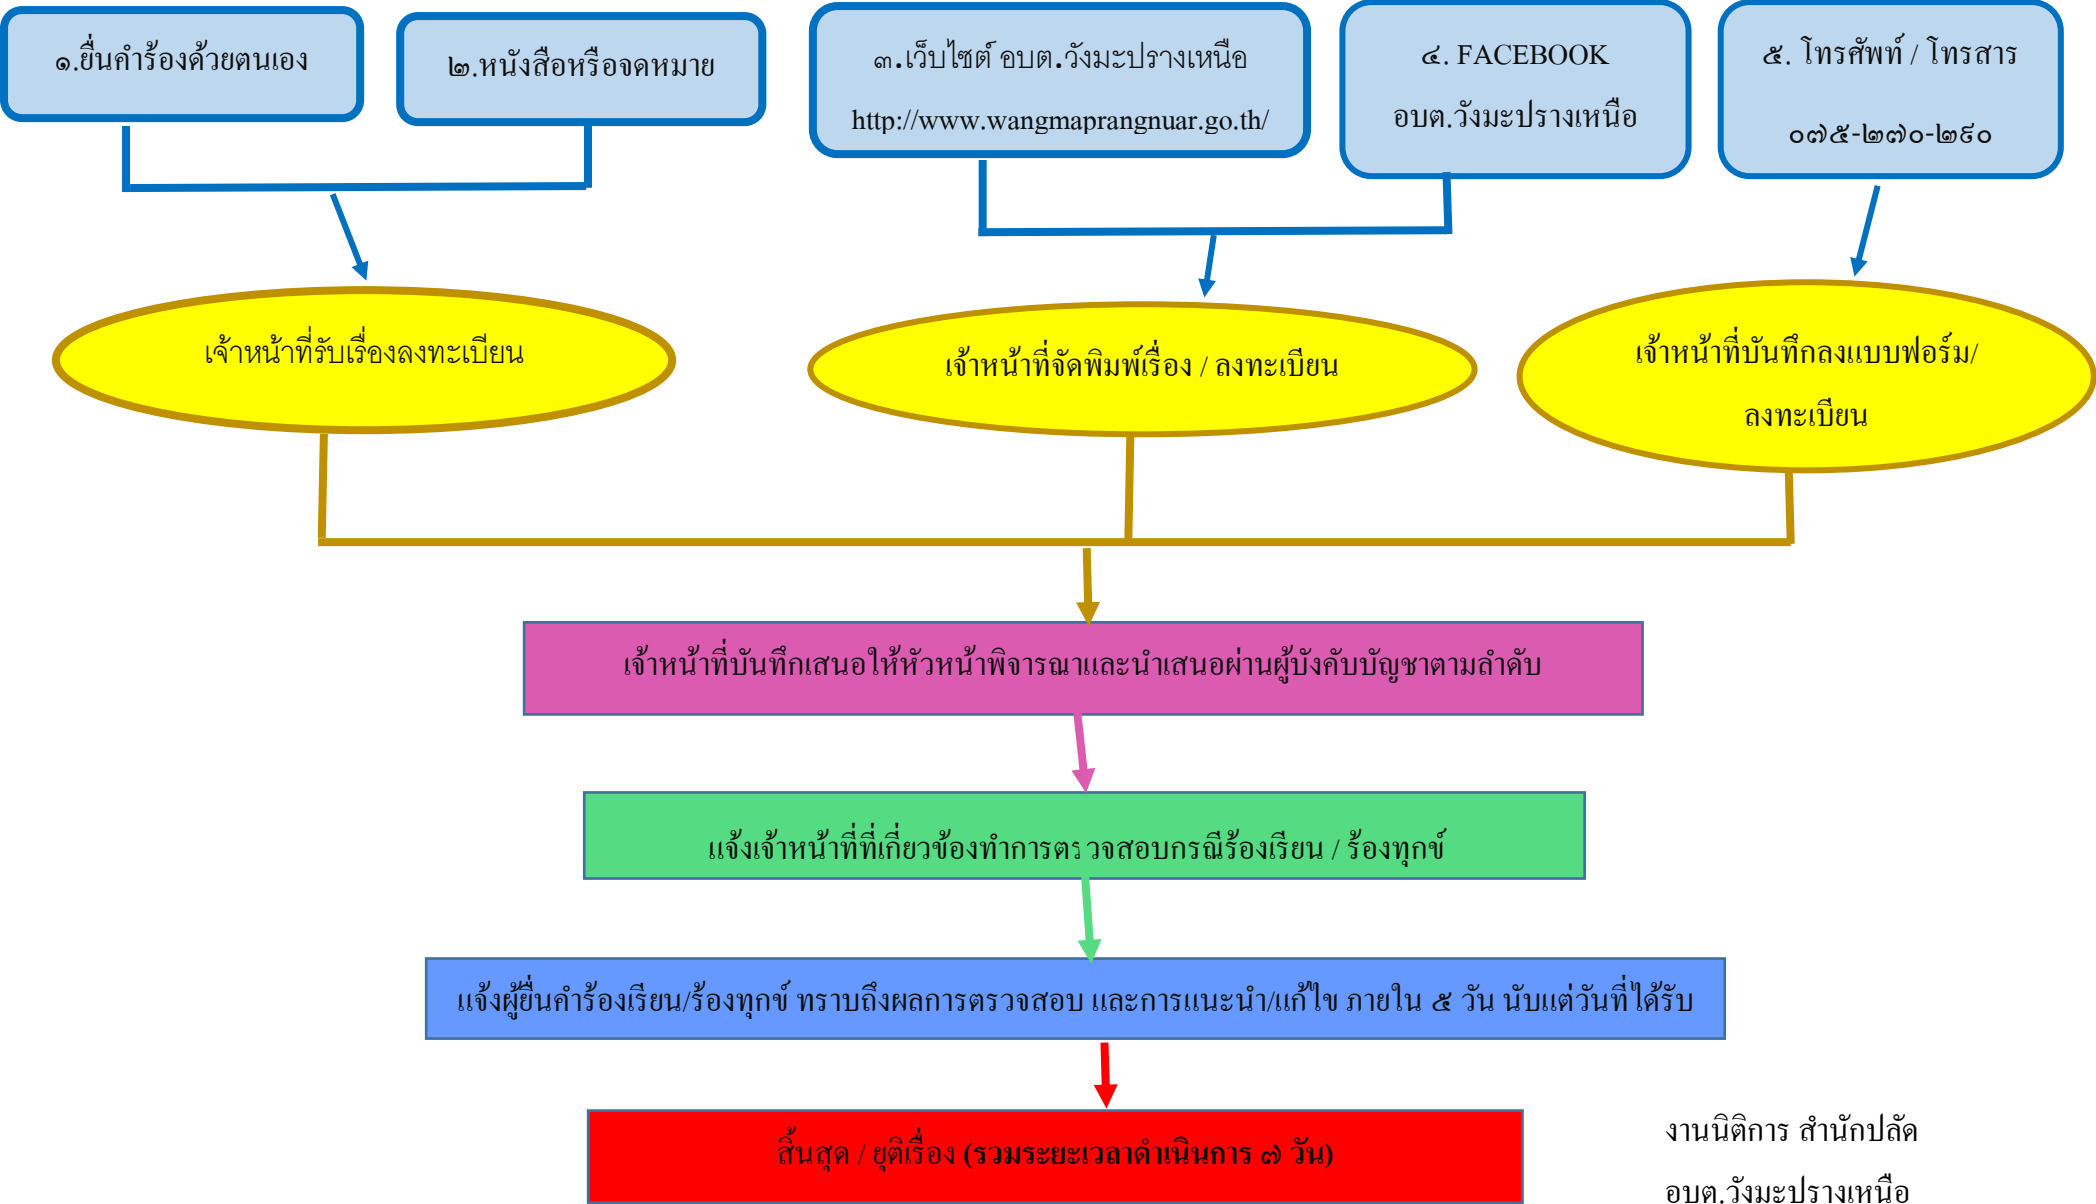 ๑.ยื่นคำร้องด้วยตนเอง
๒.หนังสือหรือจดหมาย
๓.เว็บไซต์ อบต.วังมะปรางเหนือ
http://www.wangmaprangnuar.go.th/
๔. FACEBOOK
อบต.วังมะปรางเหนือ
๕. โทรศัพท์ / โทรสาร
๐๗๕-๒๗๐-๒๙๐
เจ้าหน้าที่รับเรื่องลงทะเบียน
เจ้าหน้าที่จัดพิมพ์เรื่อง / ลงทะเบียน
เจ้าหน้าที่บันทึกลงแบบฟอร์ม/
ลงทะเบียน
เจ้าหน้าที่บันทึกเสนอให้หัวหน้าพิจารณาและนำเสนอผ่านผู้บังคับบัญชาตามลำดับ
แจ้งเจ้าหน้าที่ที่เกี่ยวข้องทำการตรวจสอบกรณีร้องเรียน / ร้องทุกข์
แจ้งผู้ยื่นคำร้องเรียน/ร้องทุกข์ ทราบถึงผลการตรวจสอบ และการแนะนำ/แก้ไข ภายใน ๕ วัน นับแต่วันที่ได้รับ
สิ้นสุด / ยุติเรื่อง (รวมระยะเวลาดำเนินการ ๗ วัน)
งานนิติการ สำนักปลัด
อบต.วังมะปรางเหนือ